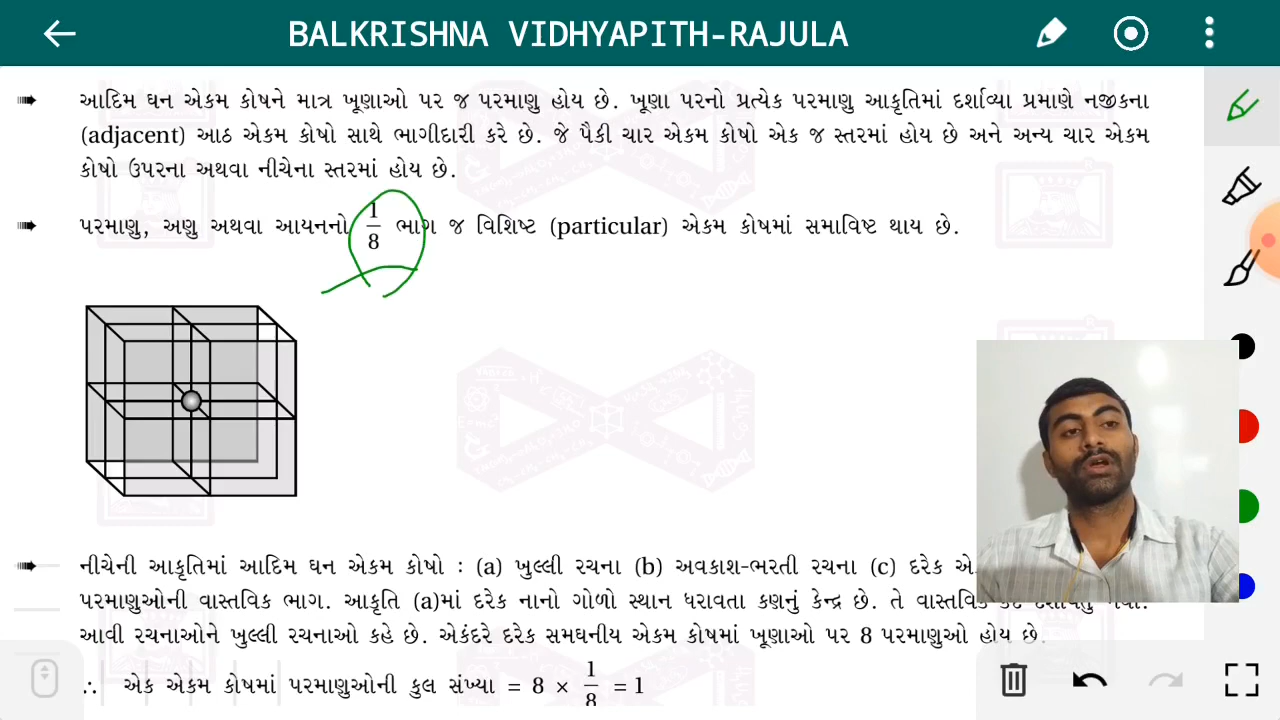 BALKRISHNA VIDHYAPITH-RAJULA
➠ આદિમ ઘન એકમ કોષને માત્ર ખૂણાઓ પર જ પરમાણુ હોય છે. ખૂણા પરનો પ્રત્યેક પરમાણુ આકૃતિમાં દર્શાવ્યા પ્રમાણે નજીકના
(adjacent) આઠ એકમ કોષો સાથે ભાગીદારી કરે છે. જે પૈકી ચાર એકમ કોષો એક જ સ્તરમાં હોય છે અને અન્ય ચાર એકમ
કોષો ઉપરના અથવા નીચેના સ્તરમાં હોય છે.
➠ પરમાણુ, અણુ અથવા આયનનો 1/8 ભાગ જ વિશિષ્ટ (particular) એકમ કોષમાં સમાવિષ્ટ થાય છે.
➠ નીચેની આકૃતિમાં આદિમ ઘન એકમ કોષો : (a) ખુલ્લી રચના (b) અવકાશ-ભરતી રચના (c) દરેક
પરમાણુઓની વાસ્તવિક ભાગ. આકૃતિ (a)માં દરેક નાનો ગોળો સ્થાન ધરાવતા કણનું કેન્દ્ર છે. તે
આવી રચનાઓને ખુલ્લી રચનાઓ કહે છે. એકંદરે દરેક સમઘનીય એકમ કોષમાં ખૂણાઓ પર 8 પરમાણુઓ હોય છે.
∴ એક એકમ કોષમાં પરમાણુઓની કુલ સંખ્યા = 8 × 1/8 = 1